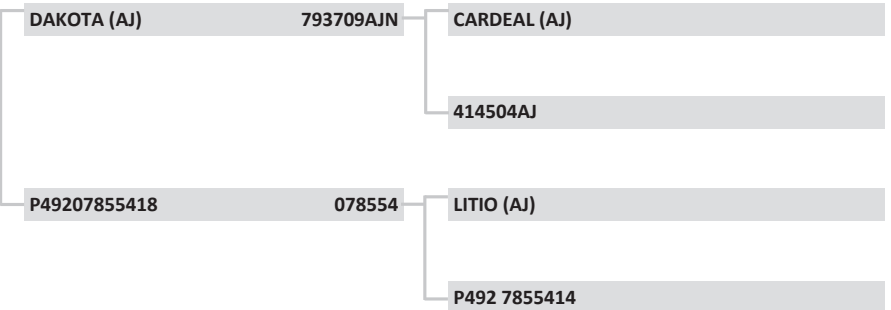 DAKOTA (AJ) 793709AJN CARDEAL (AJ)
414504AJ
P49207855418 078554 LITIO (AJ)
P492 7855414